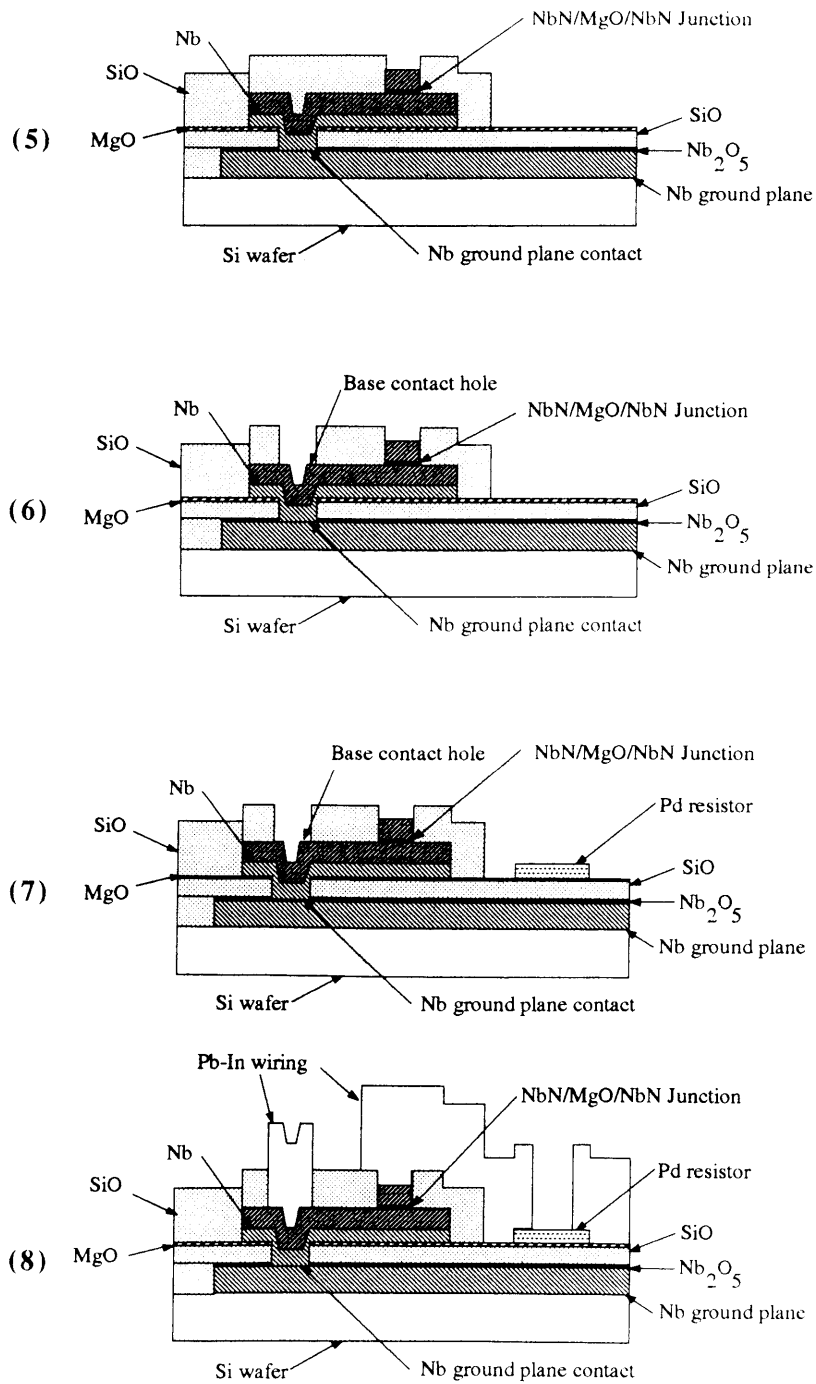 Nb
NbN/MgO/NbN Junction
SiO
(5)
MgO
SiO
Nb2O5
Nb ground plane
Si wafer
Nb ground plane contact
Base contact hole
Nb
NbN/MgO/NbN Junction
SiO
(6)
MgO
SiO
Nb2O5
Nb ground plane
Si wafer
Nb ground plane contact
Base contact hole
NbN/MgO/NbN Junction
Nb
Pd resistor
SiO
(7)
MgO
SiO
Nb2O5
Nb ground plane
Si wafer
Nb ground plane contact
Pb-In wiring
NbN/MgO/NbN Junction
Nb
Pd resistor
SiO
(8)
MgO
SiO
Nb2O5
Nb ground plane
Si wafer
Nb ground plane contact